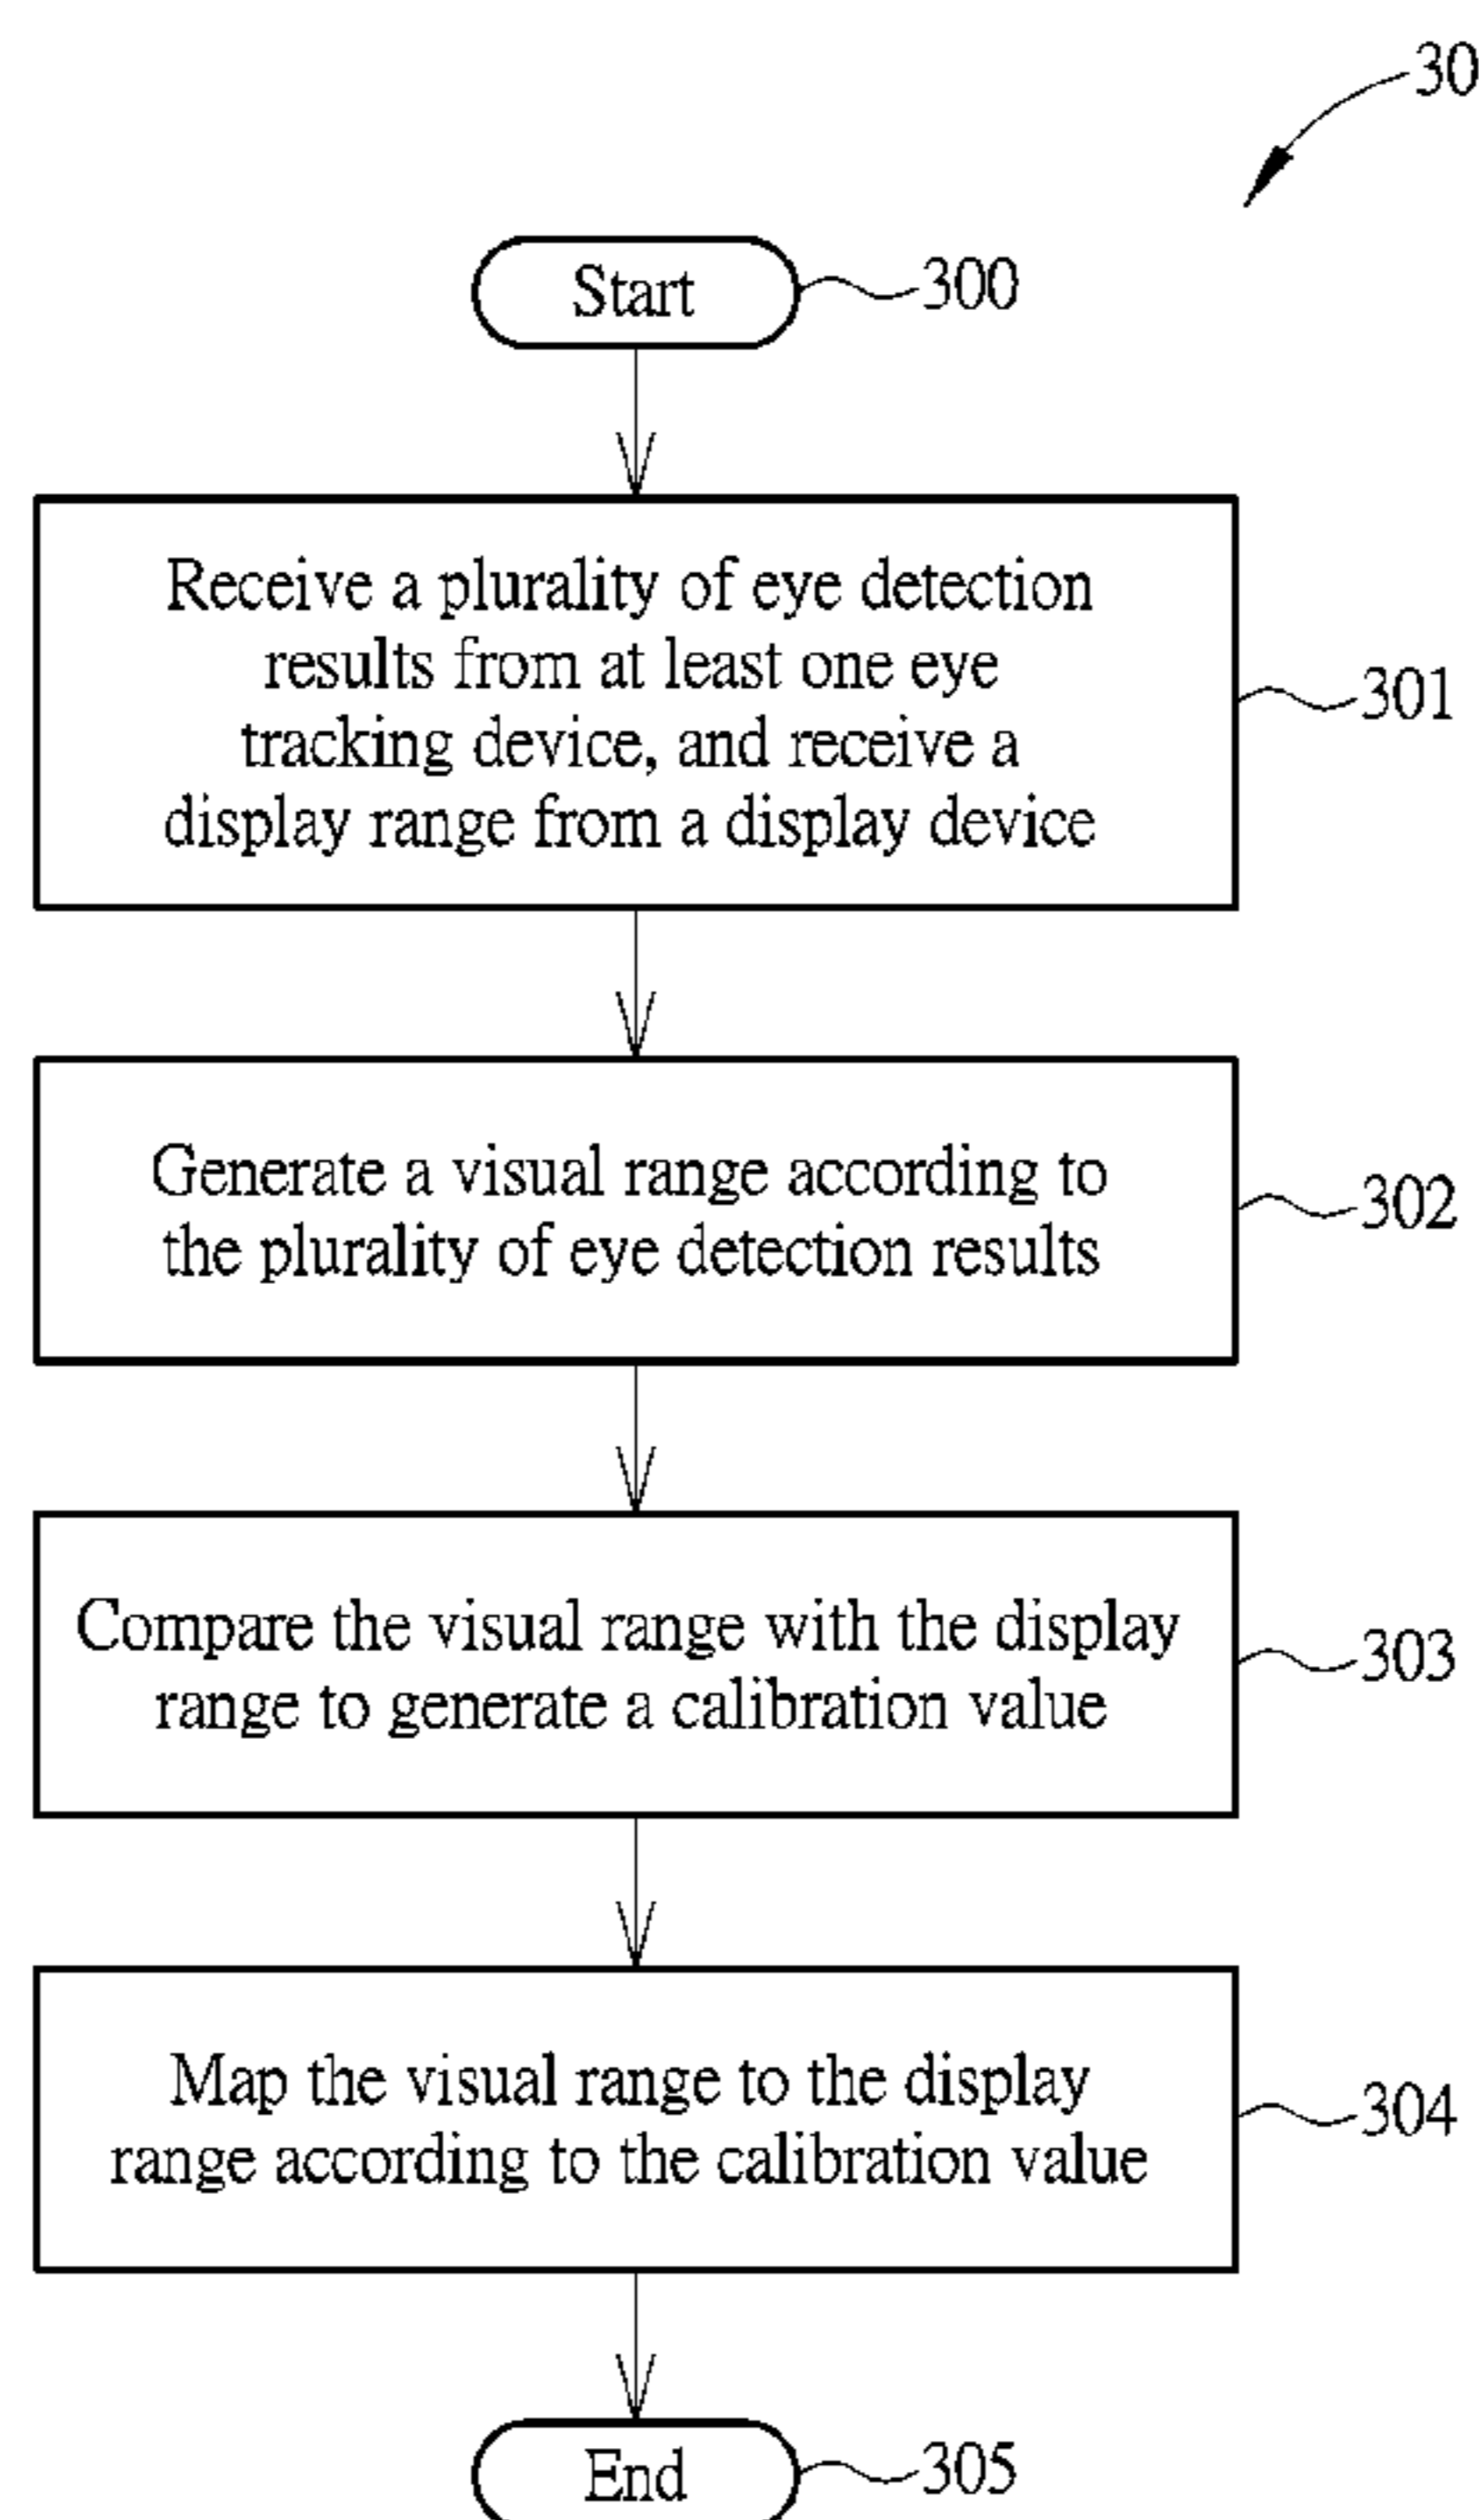 30
Start
300
Receive a plurality of eye detection
results from at least one eye
tracking device, and receive a
display range from a display device
301
Generate a visual range according to
the plurality of eye detection results
302
Compare the visual range with the display
range to generate a calibration value
303
Map the visual range to the display
range according to the calibration value
304
End
305